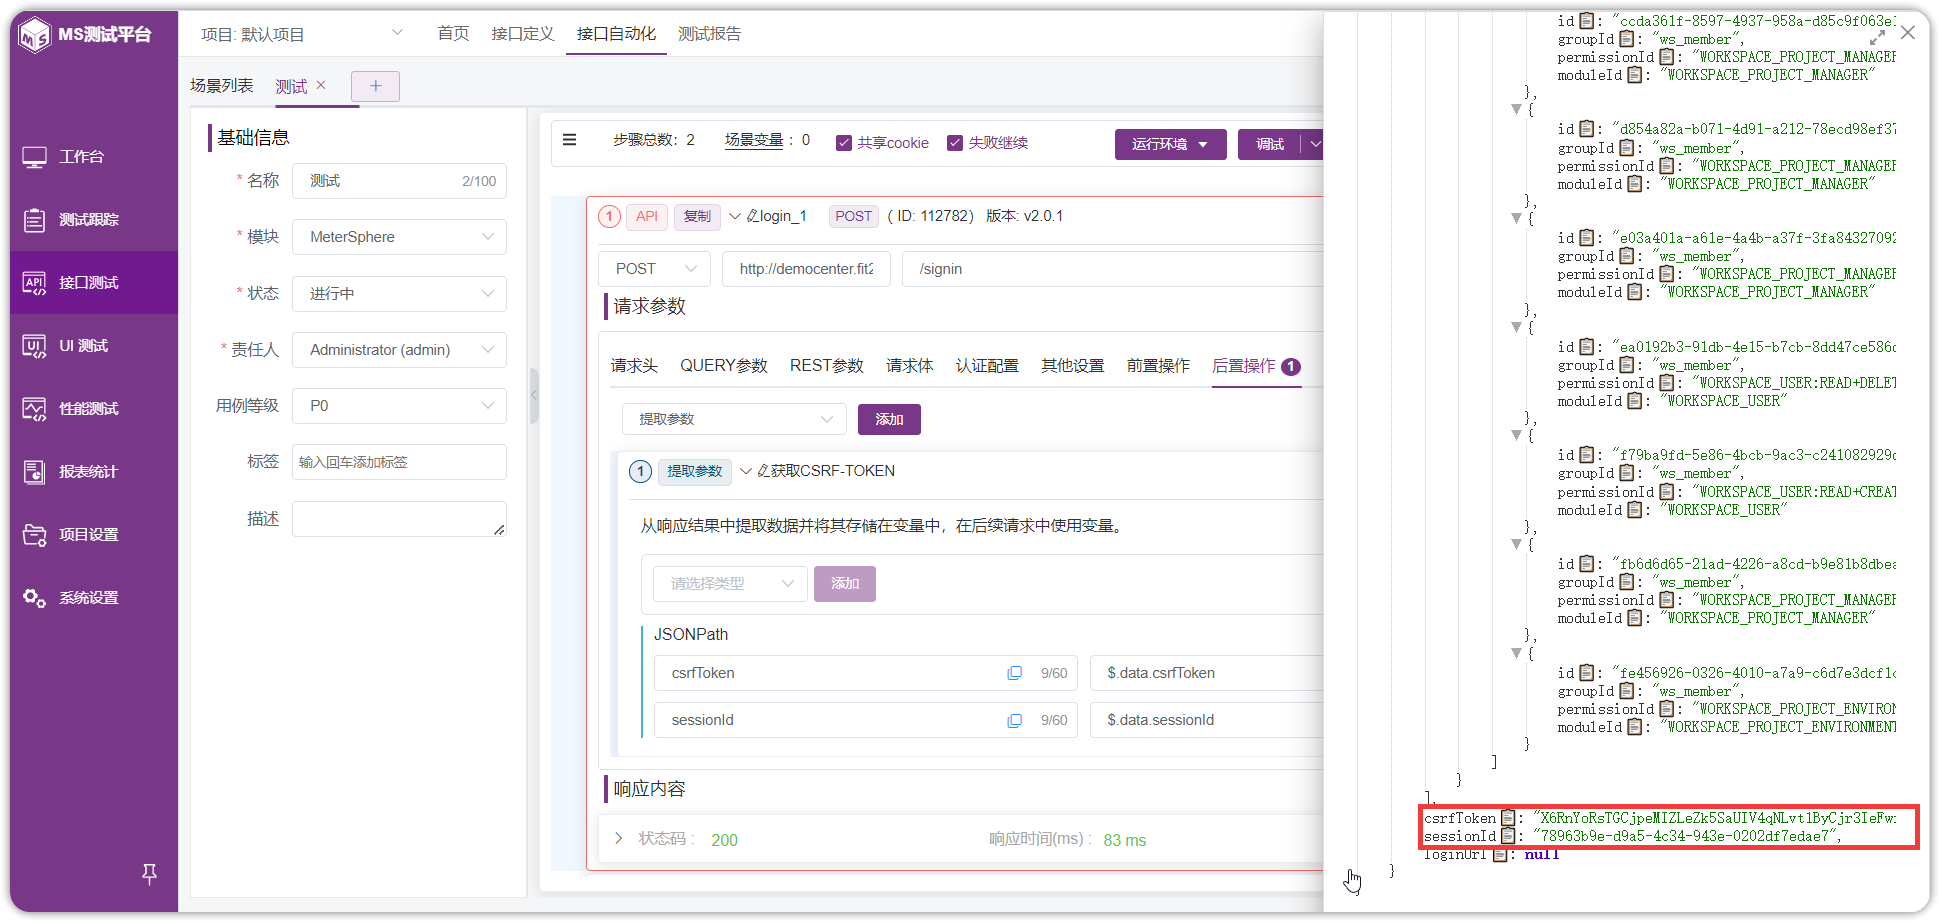 MS测试平台
项目: 默认项目
首页 接口定义 接口自动化 测试报告
场景列表 测试 × +
工作台
测试跟踪
接口测试
UI 测试
性能测试
报表统计
项目设置
系统设置
基础信息
* 名称 测试 2/100
* 模块 MeterSphere
* 状态 进行中
* 责任人 Administrator (admin)
用例等级 P0
标签 输入回车添加标签
描述
步骤总数: 2 场景变量 : 0 共享cookie 失败继续 运行环境 调试
1 API 复制 login_1 POST ( ID: 112782) 版本: v2.0.1
POST http://democenter.fit2 /signin
请求参数
请求头 QUERY参数 REST参数 请求体 认证配置 其他设置 前置操作 后置操作 1
提取参数 添加
1 提取参数 获取CSRF-TOKEN
从响应结果中提取数据并将其存储在变量中，在后续请求中使用变量。
请选择类型 添加
JSONPath
csrfToken 9/60 $.data.csrfToken
sessionId 9/60 $.data.sessionId
响应内容
状态码 : 200 响应时间(ms) : 83 ms
id : "ccda361f-8597-4937-958a-d85c9f063e
groupId : "ws_member",
permissionId : "WORKSPACE_PROJECT_MANAGER
moduleId : "WORKSPACE_PROJECT_MANAGER"
},
{
id : "d854a82a-b071-4d91-a212-78ecd98ef37
groupId : "ws_member",
permissionId : "WORKSPACE_PROJECT_MANAGER
moduleId : "WORKSPACE_PROJECT_MANAGER"
},
{
id : "e03a401a-a61e-4a4b-a37f-3fa84327092
groupId : "ws_member",
permissionId : "WORKSPACE_PROJECT_MANAGER
moduleId : "WORKSPACE_PROJECT_MANAGER"
},
{
id : "ea0192b3-91db-4e15-b7cb-8dd47ce586c
groupId : "ws_member",
permissionId : "WORKSPACE_USER:READ+DELET
moduleId : "WORKSPACE_USER"
},
{
id : "f79ba9fd-5e86-4bcb-9ac3-c241082929c
groupId : "ws_member",
permissionId : "WORKSPACE_USER:READ+CREAT
moduleId : "WORKSPACE_USER"
},
{
id : "fb6d6d65-21ad-4226-a8cd-b9e81b8dbea
groupId : "ws_member",
permissionId : "WORKSPACE_PROJECT_MANAGER
moduleId : "WORKSPACE_PROJECT_MANAGER"
},
{
id : "fe456926-0326-4010-a7a9-c6d7e3dcf1c
groupId : "ws_member",
permissionId : "WORKSPACE_PROJECT_ENVIRON
moduleId : "WORKSPACE_PROJECT_ENVIRONMENT
}
]
}
],
csrfToken : "X6RnYoRsTGCjpeMIZLeZk5SaUIV4qNLvt1ByCjr3IeFw
sessionId : "78963b9e-d9a5-4c34-943e-0202df7edae7",
loginUrl : null
}